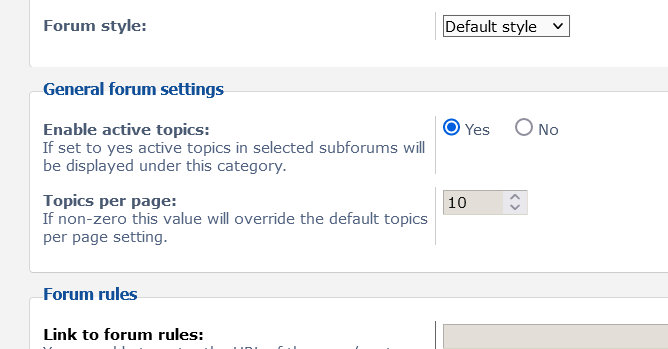 Forum style:
Default style
General forum settings
Enable active topics:
Yes
No
If set to yes active topics in selected subforums will
be displayed under this category.
Topics per page:
10
If non-zero this value will override the default topics
per page setting.
Forum rules
Link to forum rules: